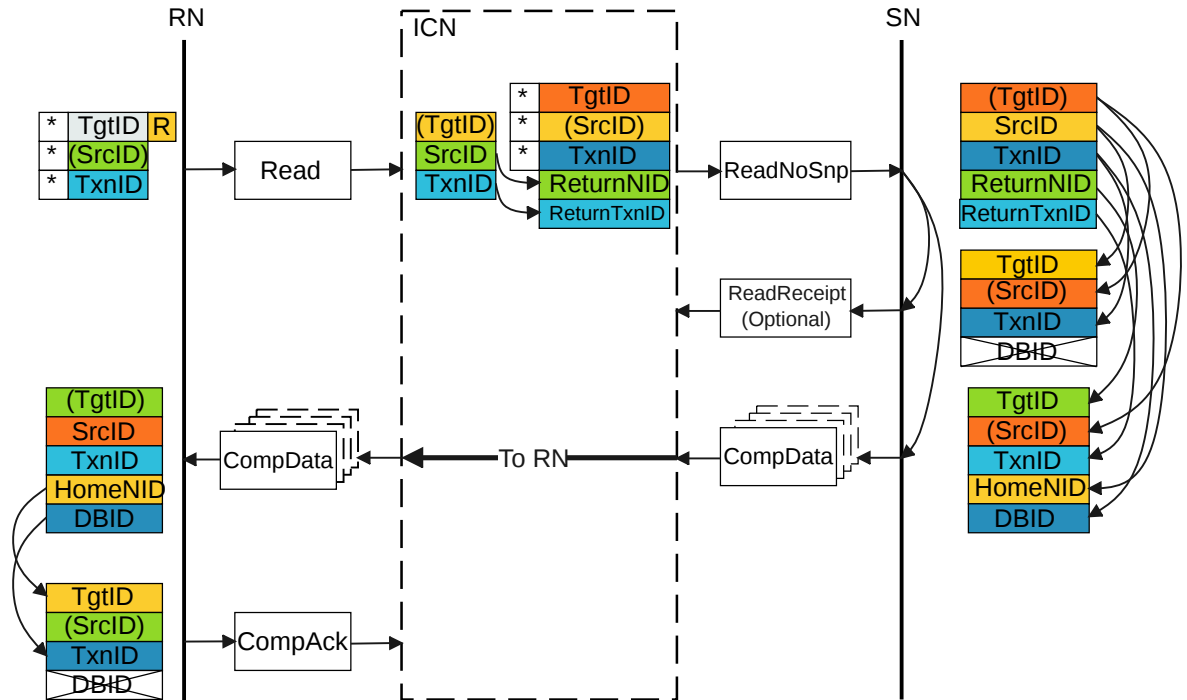 RN
ICN
SN
* TgtID R
* (SrcID)
* TxnID
Read
(TgtID)
SrcID
TxnID
* TgtID
* (SrcID)
* TxnID
ReturnNID
ReturnTxnID
ReadNoSnp
(TgtID)
SrcID
TxnID
ReturnNID
ReturnTxnID
ReadReceipt
(Optional)
TgtID
(SrcID)
TxnID
DBID
(TgtID)
SrcID
TxnID
HomeNID
DBID
CompData
To RN
CompData
TgtID
(SrcID)
TxnID
HomeNID
DBID
TgtID
(SrcID)
TxnID
DBID
CompAck